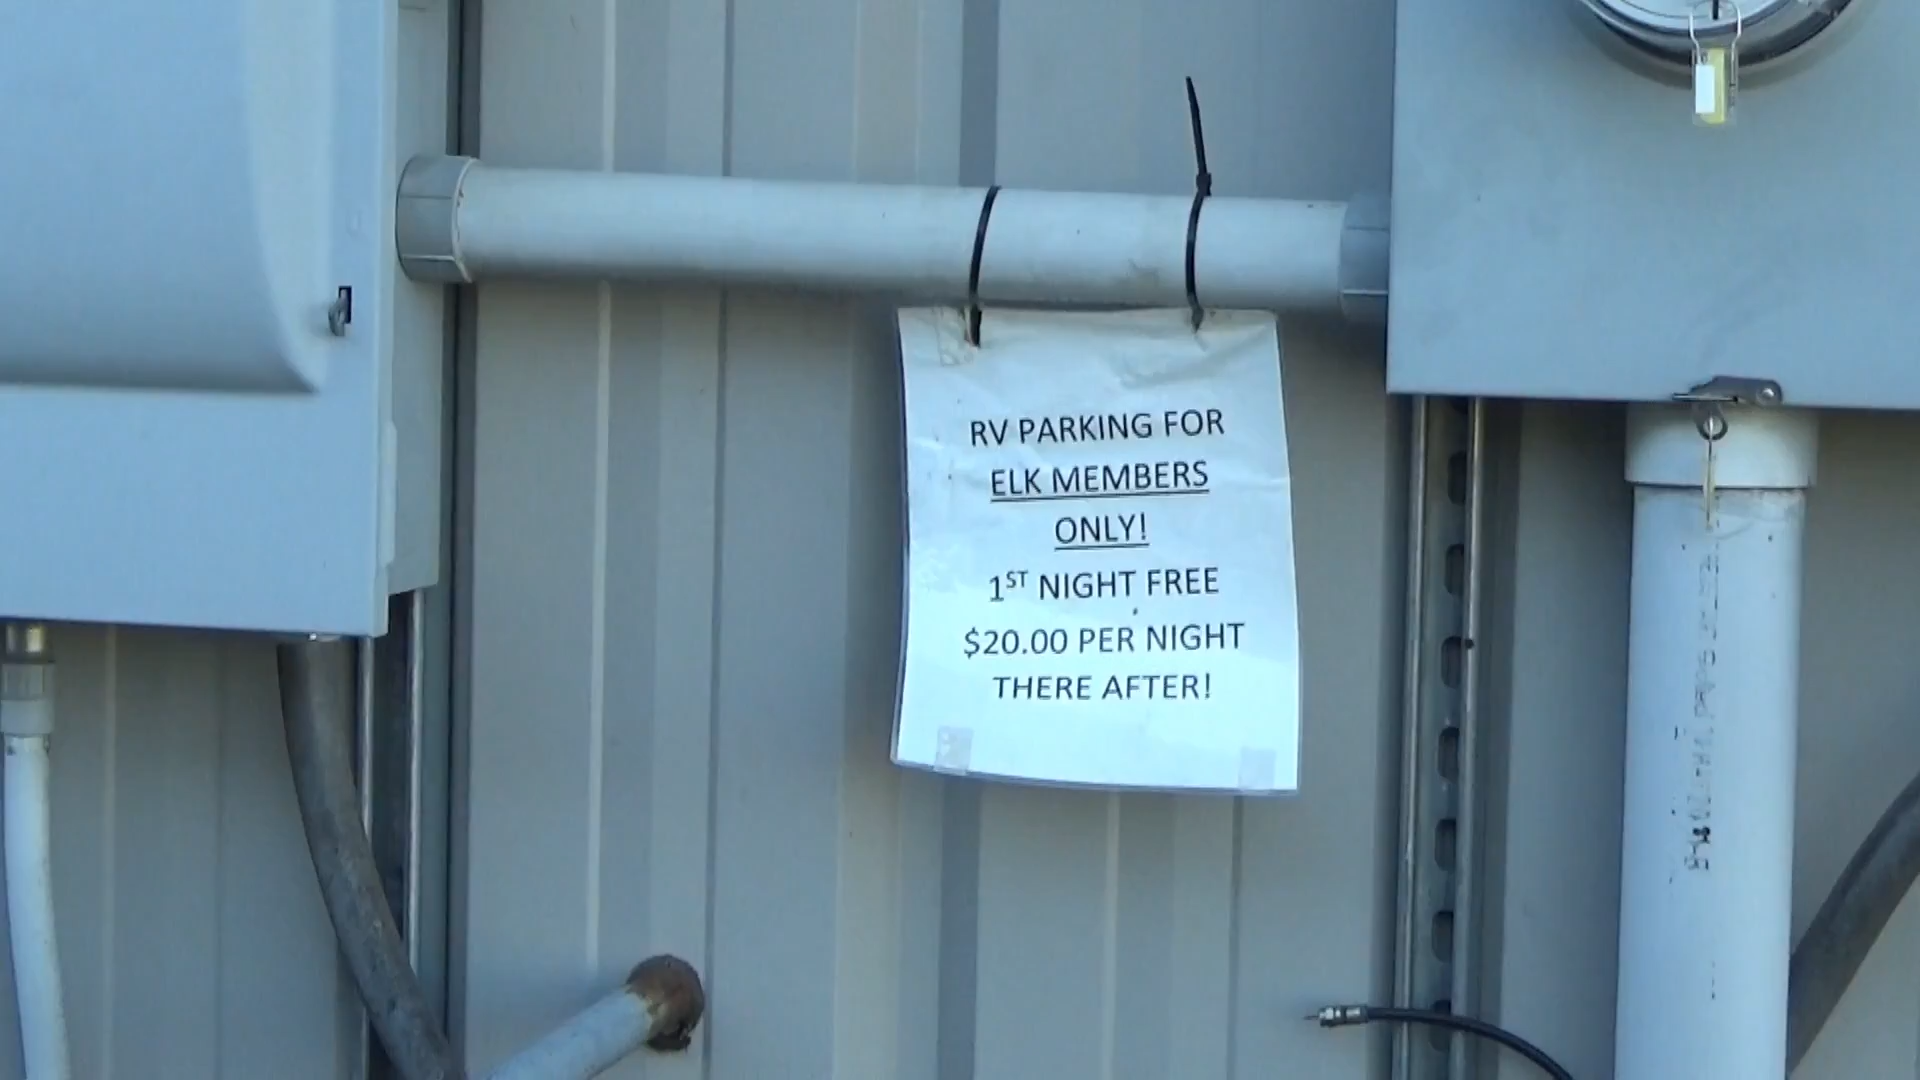 RV PARKING FOR
ELK MEMBERS
ONLY!
1ST NIGHT FREE
$20.00 PER NIGHT
THERE AFTER!